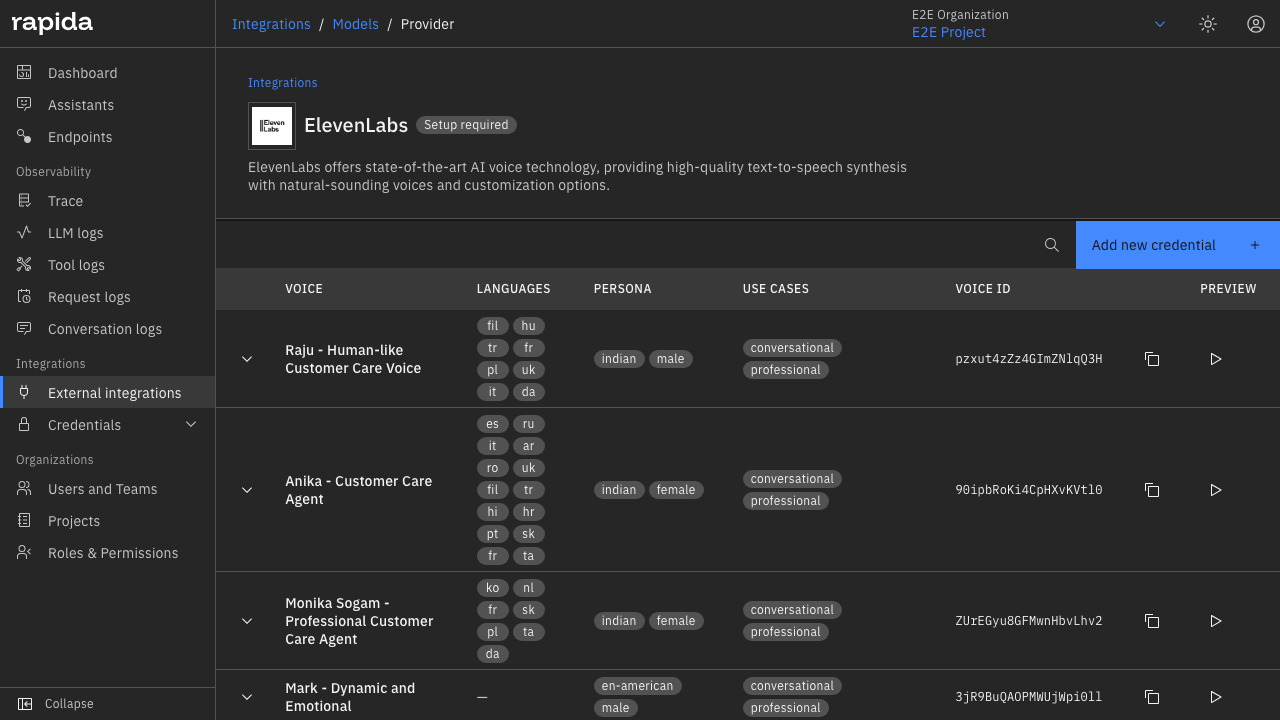 rapida
Integrations / Models / Provider
E2E Organization
E2E Project
Dashboard
Assistants
Endpoints
Observability
Trace
LLM logs
Tool logs
Request logs
Conversation logs
Integrations
External integrations
Credentials
Organizations
Users and Teams
Projects
Roles & Permissions
Collapse
Integrations
ElevenLabs
ElevenLabs Setup required
ElevenLabs offers state-of-the-art AI voice technology, providing high-quality text-to-speech synthesis
with natural-sounding voices and customization options.
Add new credential +
VOICE LANGUAGES PERSONA USE CASES VOICE ID PREVIEW
Raju - Human-like
Customer Care Voice
fil hu
tr fr
pl uk
it da
indian male
conversational
professional
pzxut4zZz4GImZNlqQ3H
Anika - Customer Care
Agent
es ru
it ar
ro uk
fil tr
hi hr
pt sk
fr ta
indian female
conversational
professional
90ipbRoKi4CpHXvKVtl0
Monika Sogam -
Professional Customer
Care Agent
ko nl
fr sk
pl ta
da
indian female
conversational
professional
ZUrEGyu8GFMwnHbvLhv2
Mark - Dynamic and
Emotional
—
en-american
male
conversational
professional
3jR9BuQAOPMWUjWpi0ll